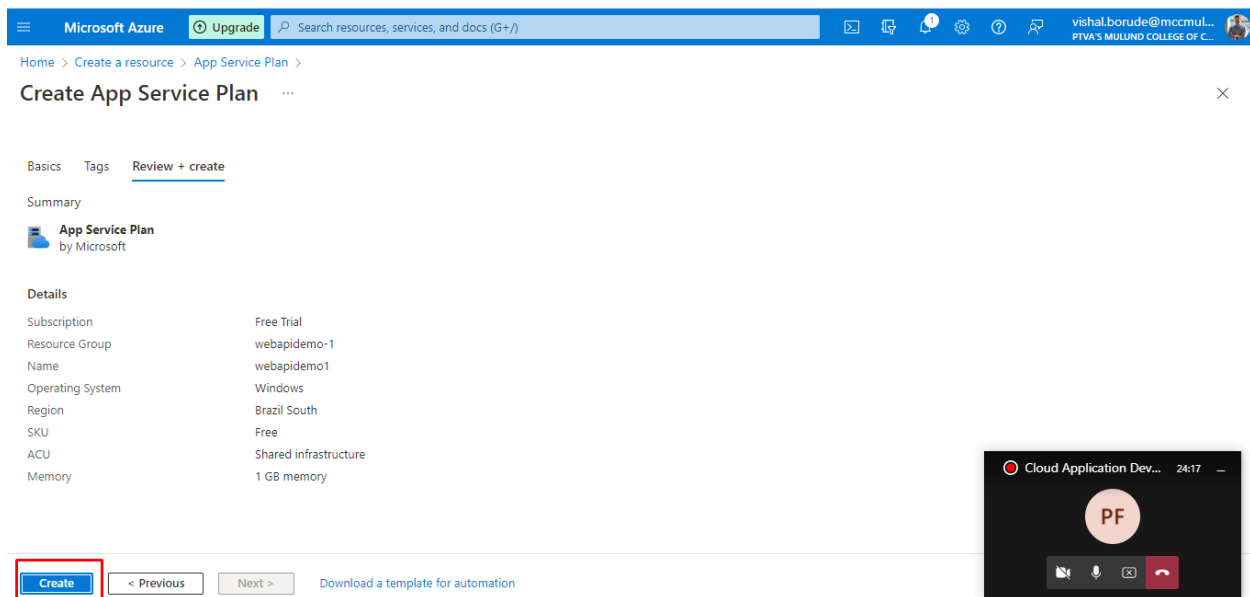 Microsoft Azure
Upgrade
Search resources, services, and docs (G+/)
1
vishal.borude@mccmul...
PTVA'S MULUND COLLEGE OF C...
Home > Create a resource > App Service Plan >
Create App Service Plan ...
Basics Tags Review + create
Summary
App Service Plan
by Microsoft
Details
Subscription Free Trial
Resource Group webapidemo-1
Name webapidemo1
Operating System Windows
Region Brazil South
SKU Free
ACU Shared infrastructure
Memory 1 GB memory
Cloud Application Dev... 24:17
PF
Create < Previous Next > Download a template for automation